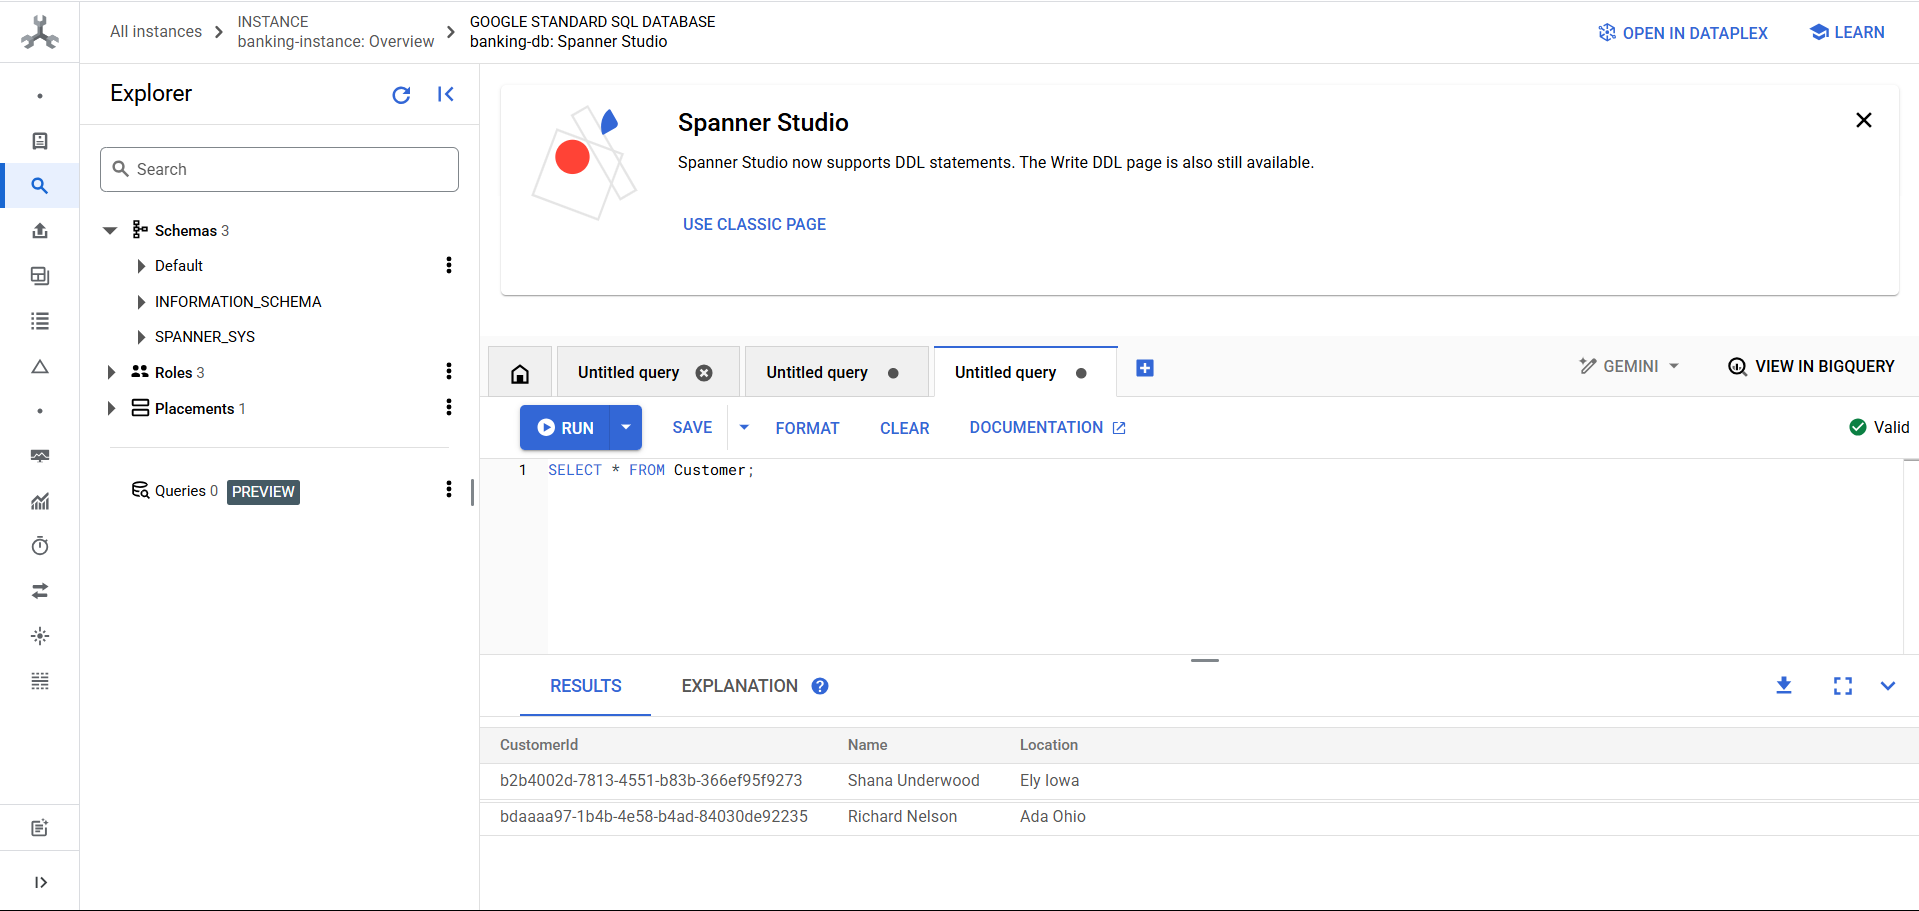 All instances
INSTANCE
banking-instance: Overview
GOOGLE STANDARD SQL DATABASE
banking-db: Spanner Studio
OPEN IN DATAPLEX
LEARN
Explorer
Search
Schemas 3
Default
INFORMATION_SCHEMA
SPANNER_SYS
Roles 3
Placements 1
Queries 0 PREVIEW
Spanner Studio
Spanner Studio now supports DDL statements. The Write DDL page is also still available.
USE CLASSIC PAGE
Untitled query
Untitled query
Untitled query
GEMINI
VIEW IN BIGQUERY
RUN
SAVE
FORMAT
CLEAR
DOCUMENTATION
Valid
1 SELECT * FROM Customer;
RESULTS
EXPLANATION
CustomerId Name Location
b2b4002d-7813-4551-b83b-366ef95f9273 Shana Underwood Ely Iowa
bdaaaa97-1b4b-4e58-b4ad-84030de92235 Richard Nelson Ada Ohio